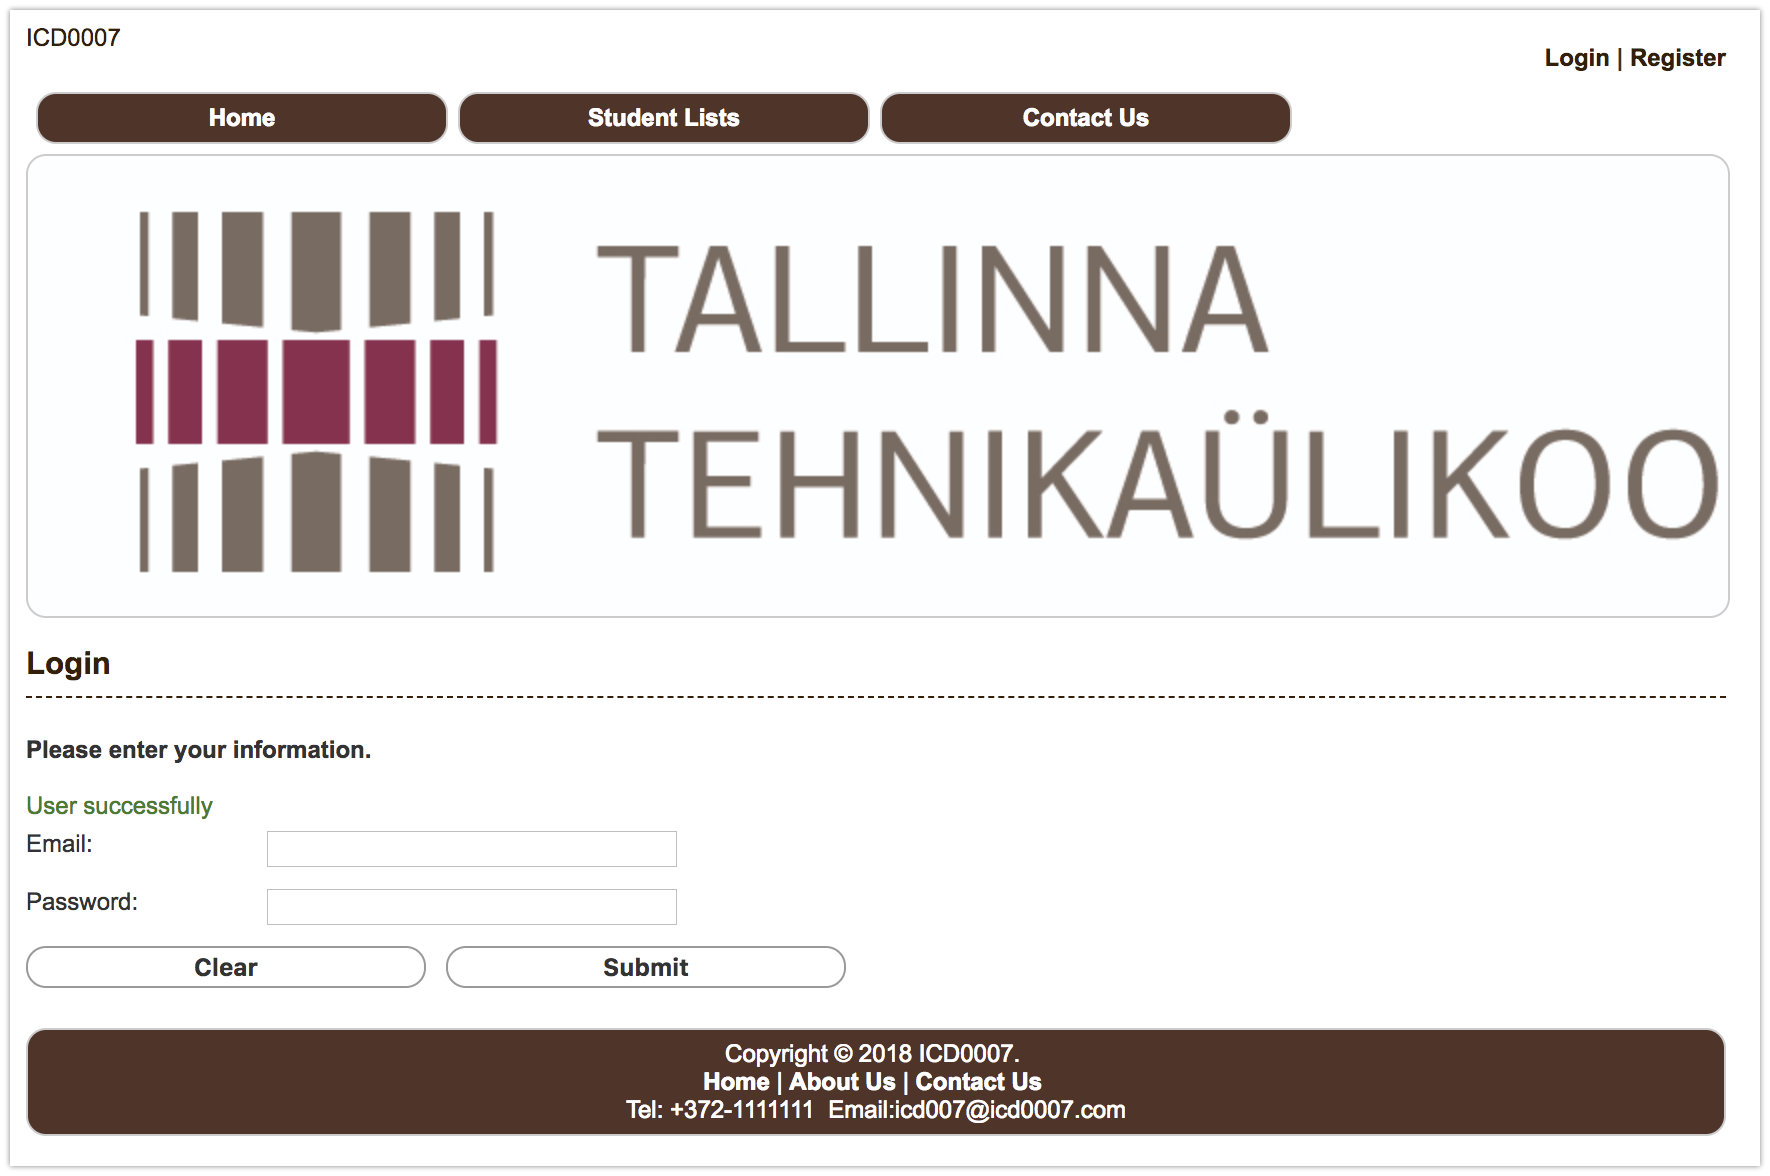 ICD0007
Login | Register
Home
Student Lists
Contact Us
TALLINNA
TEHNIKAÜLIKOO
Login
Please enter your information.
User successfully
Email:
Password:
Clear
Submit
Copyright © 2018 ICD0007.
Home | About Us | Contact Us
Tel: +372-1111111 Email:icd007@icd0007.com